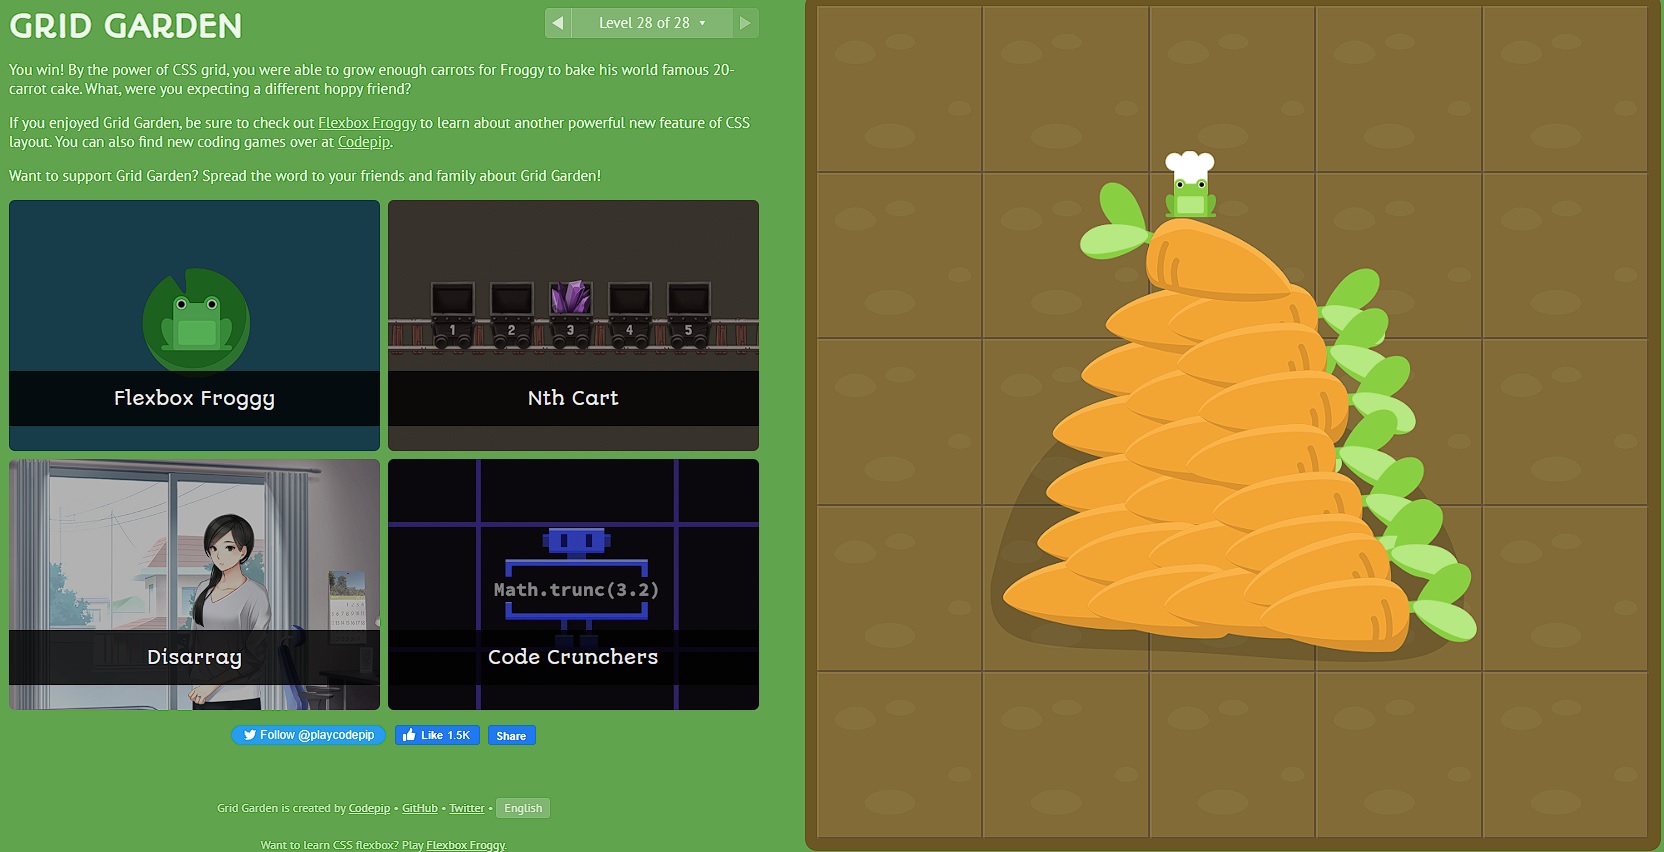 GRID GARDEN
◀ Level 28 of 28 ▾ ▶
You win! By the power of CSS grid, you were able to grow enough carrots for Froggy to bake his world famous 20-
carrot cake. What, were you expecting a different hoppy friend?
If you enjoyed Grid Garden, be sure to check out Flexbox Froggy to learn about another powerful new feature of CSS
layout. You can also find new coding games over at Codepip.
Want to support Grid Garden? Spread the word to your friends and family about Grid Garden!
Flexbox Froggy
1 2 3 4 5
Nth Cart
Disarray
Math.trunc(3.2)
Code Crunchers
Follow @playcodepip Like 1.5K Share
Grid Garden is created by Codepip • GitHub • Twitter • English
Want to learn CSS flexbox? Play Flexbox Froggy.